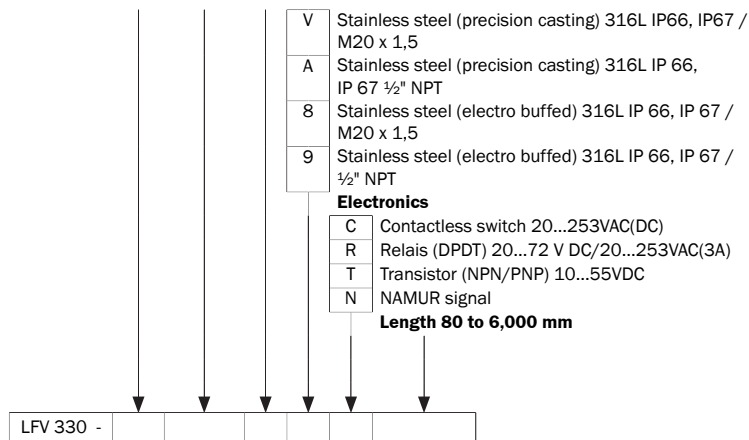 V Stainless steel (precision casting) 316L IP66, IP67 /
M20 x 1,5
A Stainless steel (precision casting) 316L IP 66,
IP 67 ½" NPT
8 Stainless steel (electro buffed) 316L IP 66, IP 67 /
M20 x 1,5
9 Stainless steel (electro buffed) 316L IP 66, IP 67 /
½" NPT
Electronics
C Contactless switch 20...253VAC(DC)
R Relais (DPDT) 20...72 V DC/20...253VAC(3A)
T Transistor (NPN/PNP) 10...55VDC
N NAMUR signal
Length 80 to 6,000 mm
LFV 330 -